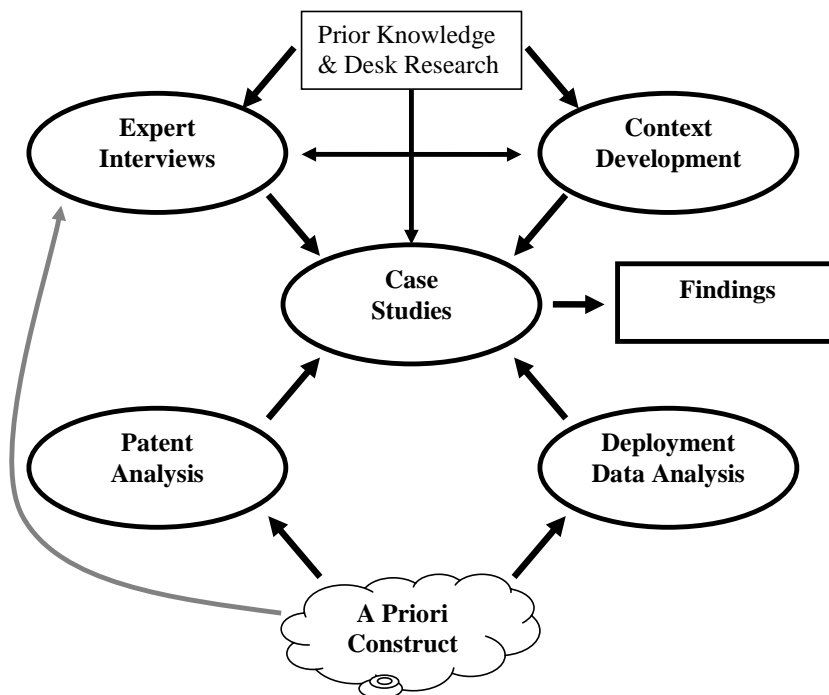 Prior Knowledge
& Desk Research
Expert
Interviews
Context
Development
Case
Studies
Findings
Patent
Analysis
Deployment
Data Analysis
A Priori
Construct